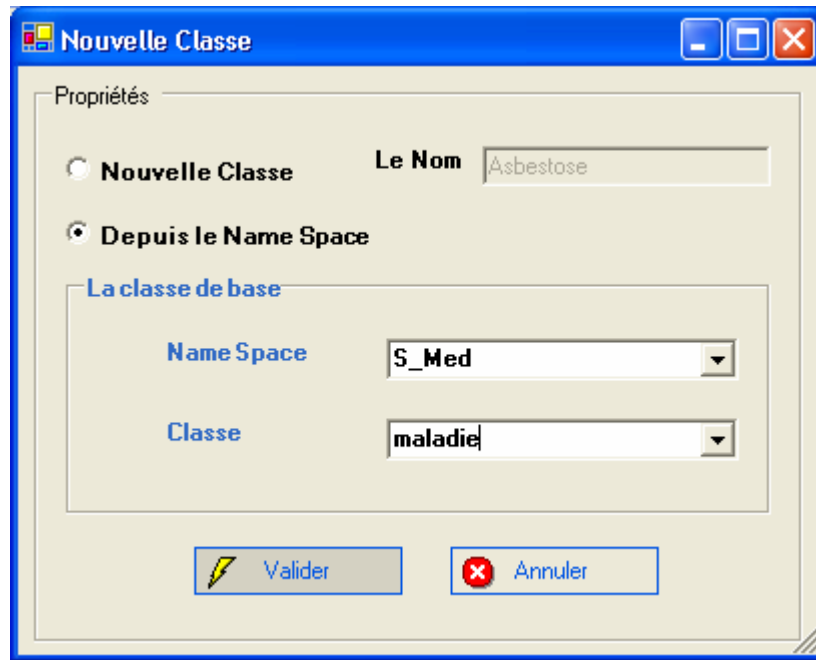 Nouvelle Classe
Propriétés
Nouvelle Classe Le Nom Asbestose
Depuis le Name Space
La classe de base
Name Space S_Med
Classe maladie
Valider Annuler